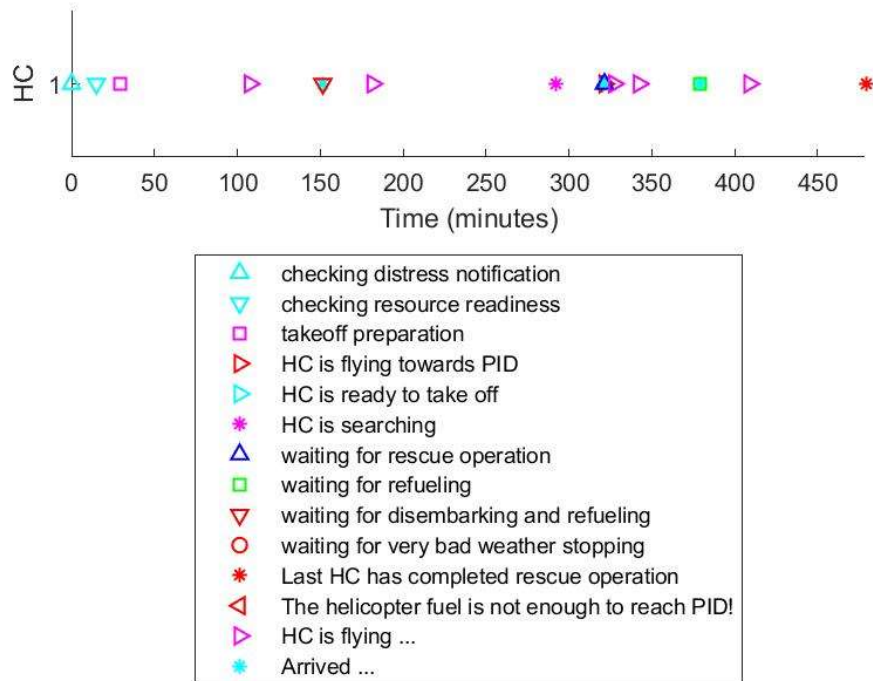 HC
1
0 50 100 150 200 250 300 350 400 450
Time (minutes)
checking distress notification
checking resource readiness
takeoff preparation
HC is flying towards PID
HC is ready to take off
HC is searching
waiting for rescue operation
waiting for refueling
waiting for disembarking and refueling
waiting for very bad weather stopping
Last HC has completed rescue operation
The helicopter fuel is not enough to reach PID!
HC is flying ...
Arrived ...